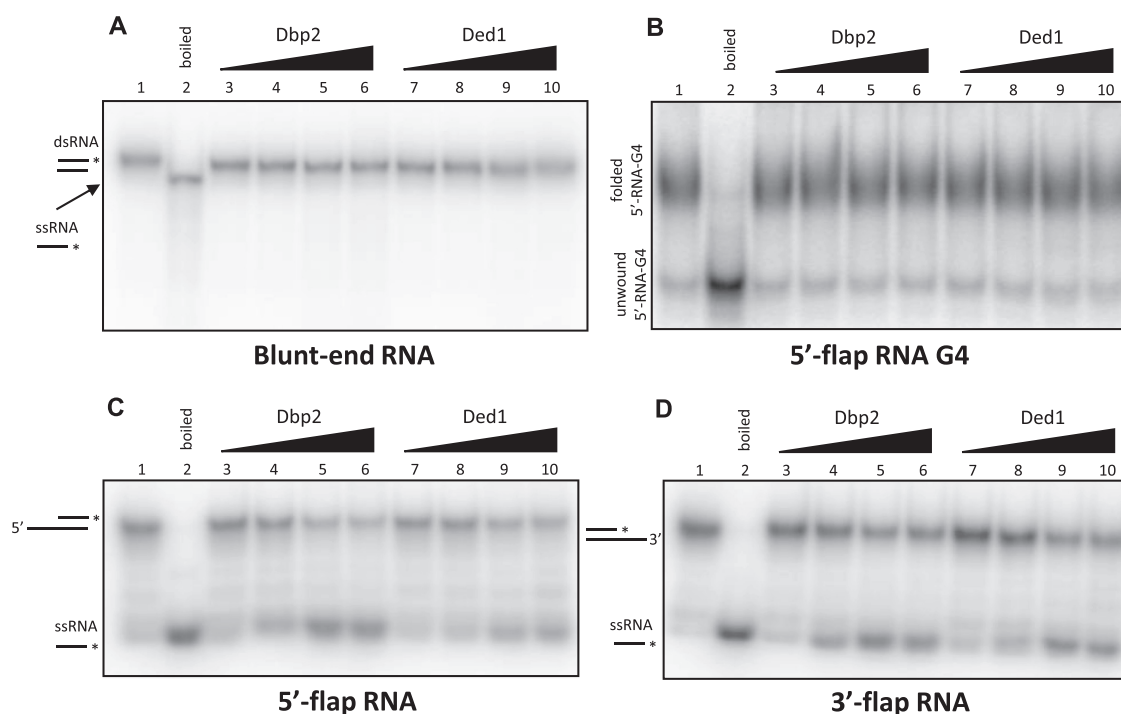 A
boiled
Dbp2
Ded1
1 2 3 4 5 6 7 8 9 10
dsRNA
*
ssRNA
*
Blunt-end RNA
B
boiled
Dbp2
Ded1
1 2 3 4 5 6 7 8 9 10
folded
5’-RNA-G4
unwound
5’-RNA-G4
5’-flap RNA G4
C
boiled
Dbp2
Ded1
1 2 3 4 5 6 7 8 9 10
*
5’
ssRNA
*
5’-flap RNA
D
boiled
Dbp2
Ded1
1 2 3 4 5 6 7 8 9 10
*
3’
ssRNA
*
3’-flap RNA